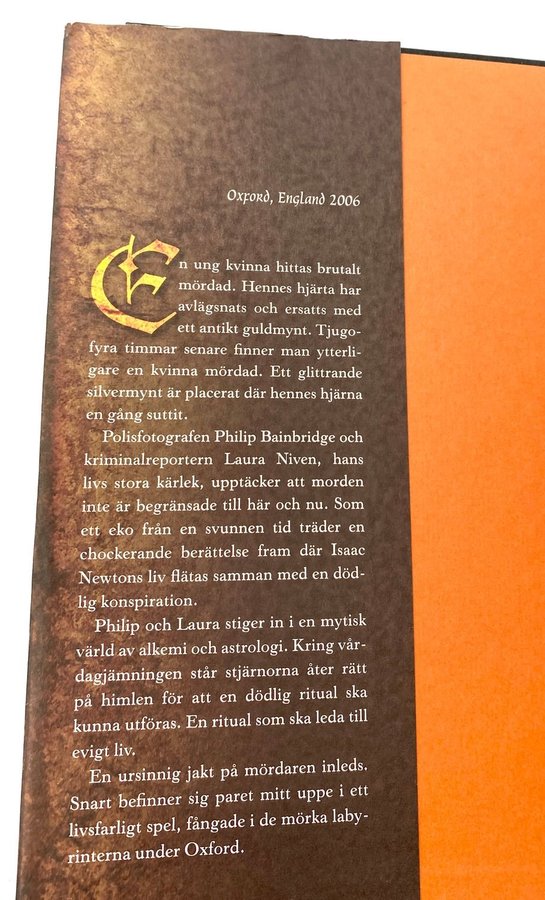 Oxford, England 2006
En ung kvinna hittas brutalt
mördad. Hennes hjärta har
avlägsnats och ersatts med
ett antikt guldmynt. Tjugo-
fyra timmar senare finner man ytterli-
gare en kvinna mördad. Ett glittrande
silvermynt är placerat där hennes hjärna
en gång suttit.
Polisfotografen Philip Bainbridge och
kriminalreportern Laura Niven, hans
livs stora kärlek, upptäcker att morden
inte är begränsade till här och nu. Som
ett eko från en svunnen tid träder en
chockerande berättelse fram där Isaac
Newtons liv flätas samman med en död-
lig konspiration.
Philip och Laura stiger in i en mytisk
värld av alkemi och astrologi. Kring vår-
dagjämningen står stjärnorna åter rätt
på himlen för att en dödlig ritual ska
kunna utföras. En ritual som ska leda till
evigt liv.
En ursinnig jakt på mördaren inleds.
Snart befinner sig paret mitt uppe i ett
livsfarligt spel, fångade i de mörka laby-
rinterna under Oxford.